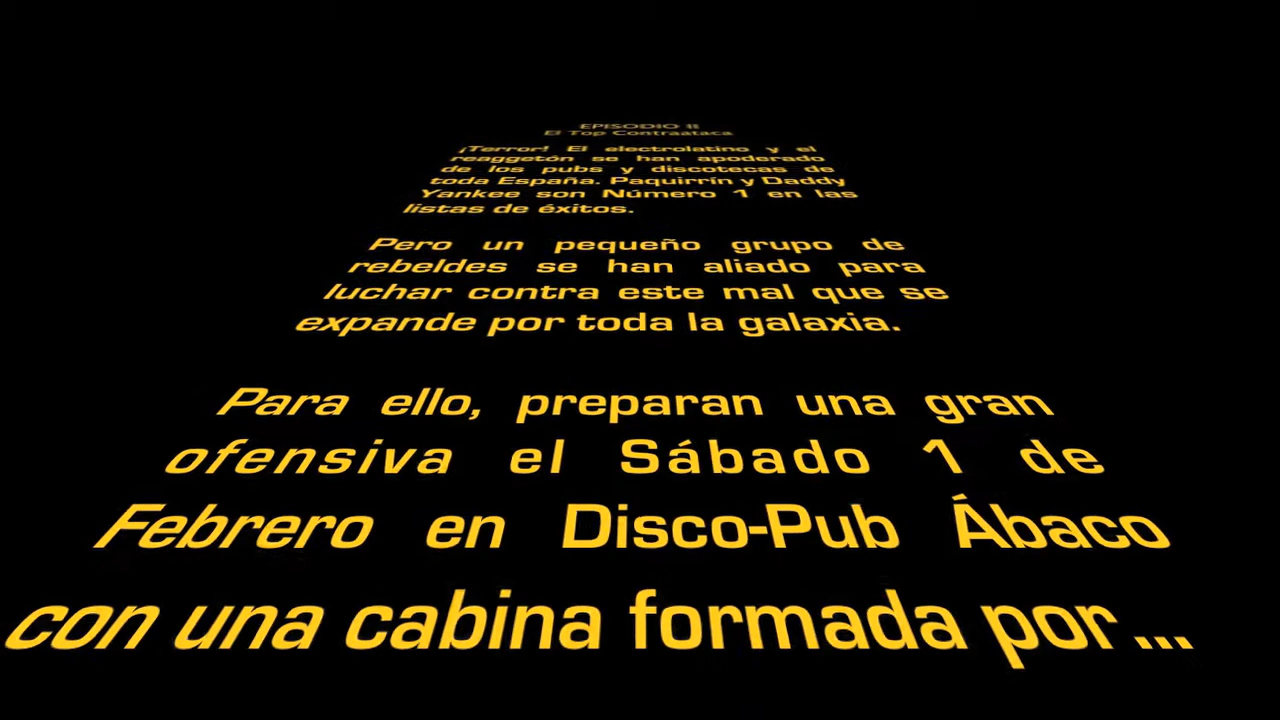 EPISODIO II
El Top Contraataca
¡Terror! El electrolatino y el
reaggetón se han apoderado
de los pubs y discotecas de
toda España. Paquirrín y Daddy
Yankee son Número 1 en las
listas de éxitos.
Pero un pequeño grupo de
rebeldes se han aliado para
luchar contra este mal que se
expande por toda la galaxia.
Para ello, preparan una gran
ofensiva el Sábado 1 de
Febrero en Disco-Pub Ábaco
con una cabina formada por...